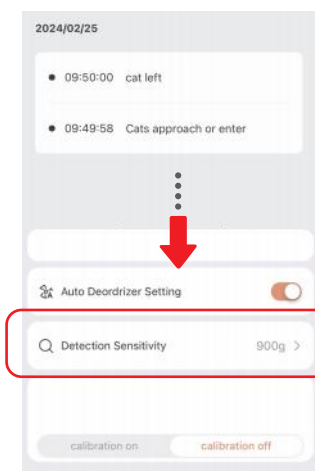 2024/02/25
09:50:00 cat left
09:49:58 Cats approach or enter
Auto Deordrizer Setting
Detection Sensitivity 900g >
calibration on calibration off